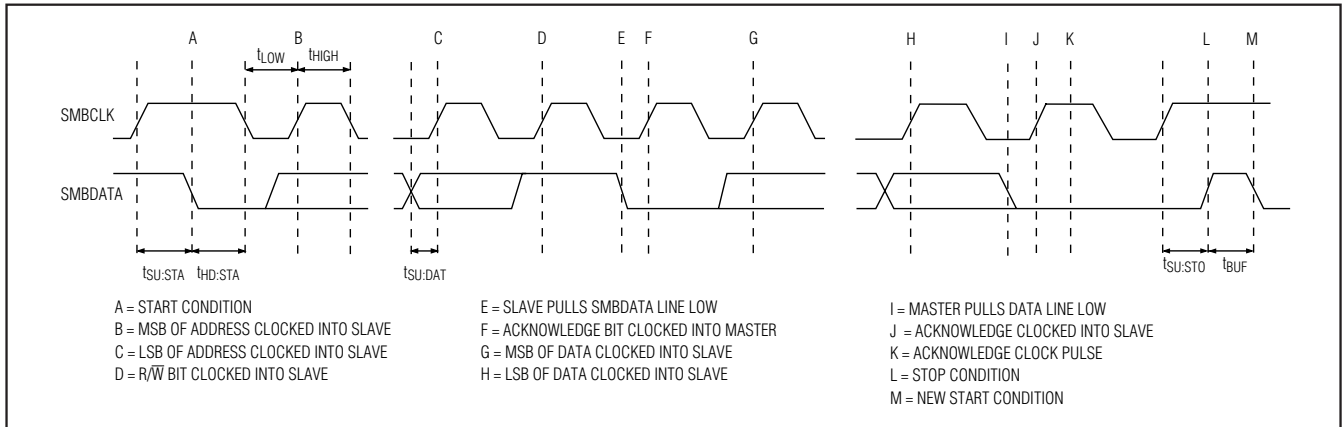 A B C D E F G H I J K L M
tLOW tHIGH
SMBCLK
SMBDATA
tSU:STA tHD:STA tSU:DAT tSU:STO tBUF
A = START CONDITION
B = MSB OF ADDRESS CLOCKED INTO SLAVE
C = LSB OF ADDRESS CLOCKED INTO SLAVE
D = R/W̅ BIT CLOCKED INTO SLAVE
E = SLAVE PULLS SMBDATA LINE LOW
F = ACKNOWLEDGE BIT CLOCKED INTO MASTER
G = MSB OF DATA CLOCKED INTO SLAVE
H = LSB OF DATA CLOCKED INTO SLAVE
I = MASTER PULLS DATA LINE LOW
J = ACKNOWLEDGE CLOCKED INTO SLAVE
K = ACKNOWLEDGE CLOCK PULSE
L = STOP CONDITION
M = NEW START CONDITION